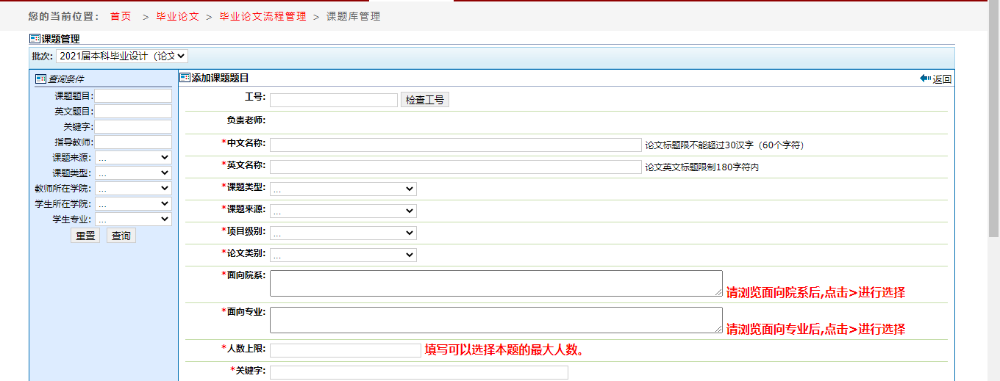 您的当前位置： 首页 > 毕业论文 > 毕业论文流程管理 > 课题库管理
课题管理
批次: 2021届本科毕业设计（论文
查询条件
课题题目:
英文题目:
关键字:
指导教师:
课题来源: ...
课题类型: ...
教师所在学院: ...
学生所在学院: ...
学生专业: ...
重置 查询
添加课题题目 返回
工号: 检查工号
负责老师:
*中文名称: 论文标题限不能超过30汉字（60个字符）
*英文名称: 论文英文标题限制180字符内
*课题类型: ...
*课题来源: ...
*项目级别: ...
*论文类别: ...
*面向院系: 请浏览面向院系后,点击>进行选择
*面向专业: 请浏览面向专业后,点击>进行选择
*人数上限: 填写可以选择本题的最大人数。
*关键字: